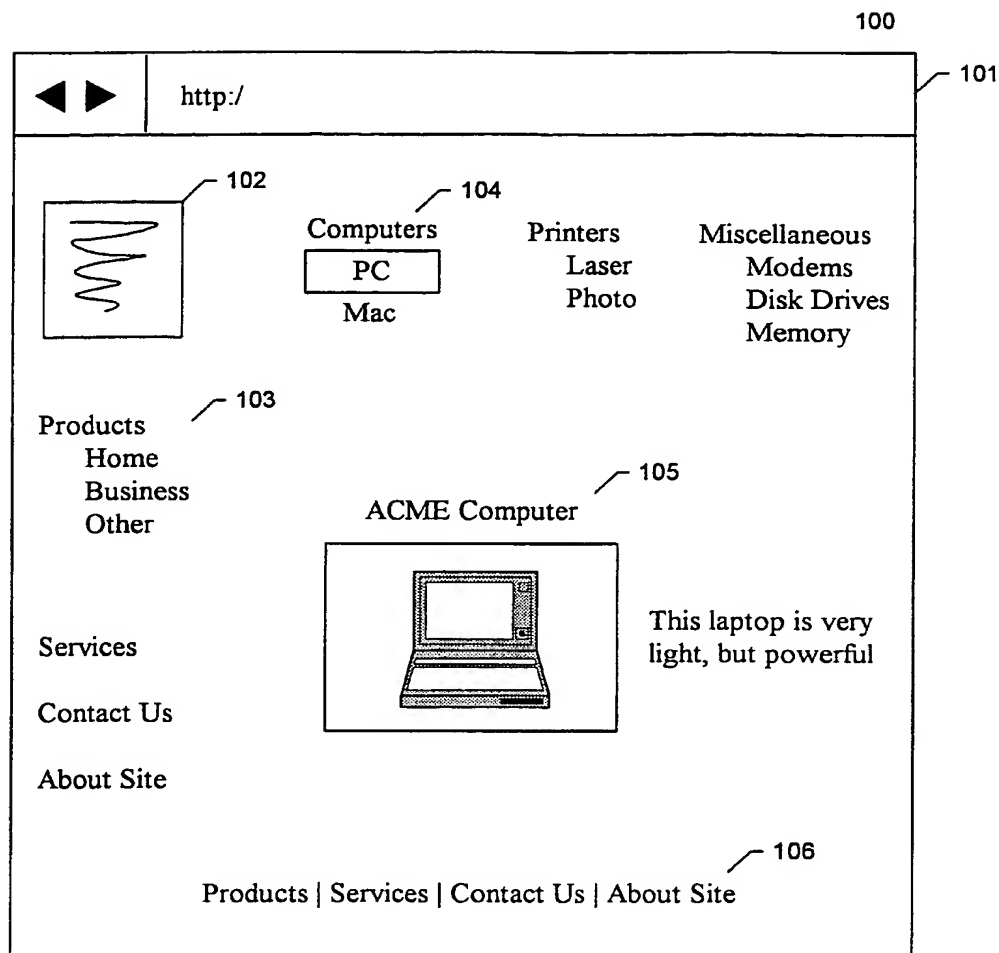 100
101
http:/
102
104
Computers
PC
Mac
Printers
Laser
Photo
Miscellaneous
Modems
Disk Drives
Memory
103
Products
Home
Business
Other
Services
Contact Us
About Site
105
ACME Computer
This laptop is very
light, but powerful
106
Products | Services | Contact Us | About Site